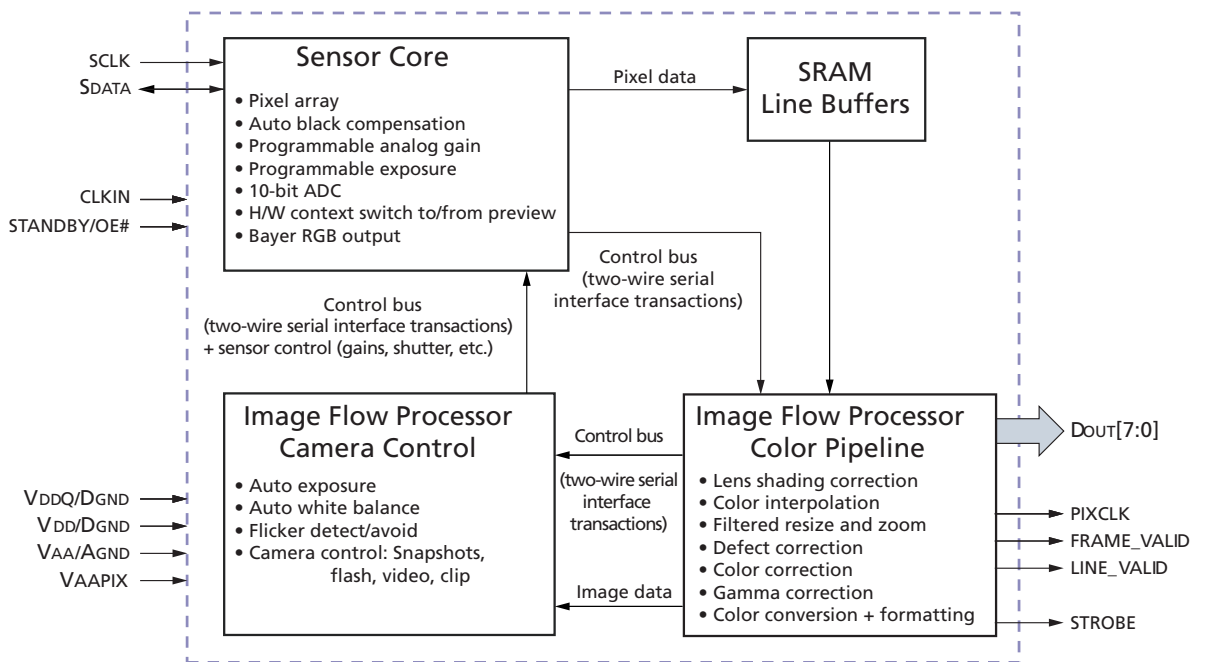 SCLK
SDATA
CLKIN
STANDBY/OE#
VDDQ/DGND
VDD/DGND
VAA/AGND
VAAPIX
Sensor Core
• Pixel array
• Auto black compensation
• Programmable analog gain
• Programmable exposure
• 10-bit ADC
• H/W context switch to/from preview
• Bayer RGB output
Pixel data
SRAM
Line Buffers
Control bus
(two-wire serial
interface transactions)
Control bus
(two-wire serial interface transactions)
+ sensor control (gains, shutter, etc.)
Image Flow Processor
Camera Control
• Auto exposure
• Auto white balance
• Flicker detect/avoid
• Camera control: Snapshots,
flash, video, clip
Control bus
(two-wire serial
interface
transactions)
Image data
Image Flow Processor
Color Pipeline
• Lens shading correction
• Color interpolation
• Filtered resize and zoom
• Defect correction
• Color correction
• Gamma correction
• Color conversion + formatting
DOUT[7:0]
PIXCLK
FRAME_VALID
LINE_VALID
STROBE